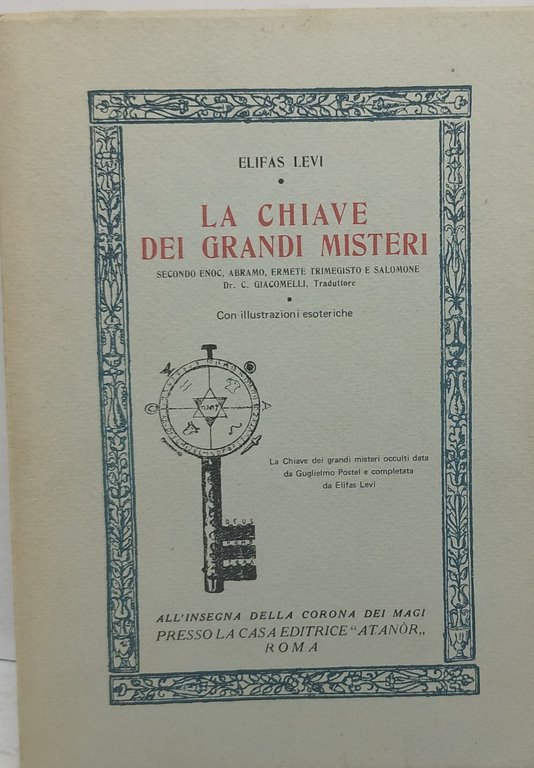 ELIFAS LEVI
LA CHIAVE
DEI GRANDI MISTERI
SECONDO ENOC, ABRAMO, ERMETE TRIMEGISTO E SALOMONE
Dr. C. GIACOMELLI, Traduttore
Con illustrazioni esoteriche
La Chiave dei grandi misteri occulti data
da Guglielmo Postel e completata
da Elifas Levi
DEUS
ALL'INSEGNA DELLA CORONA DEI MAGI
PRESSO LA CASA EDITRICE "ATANÒR„
ROMA